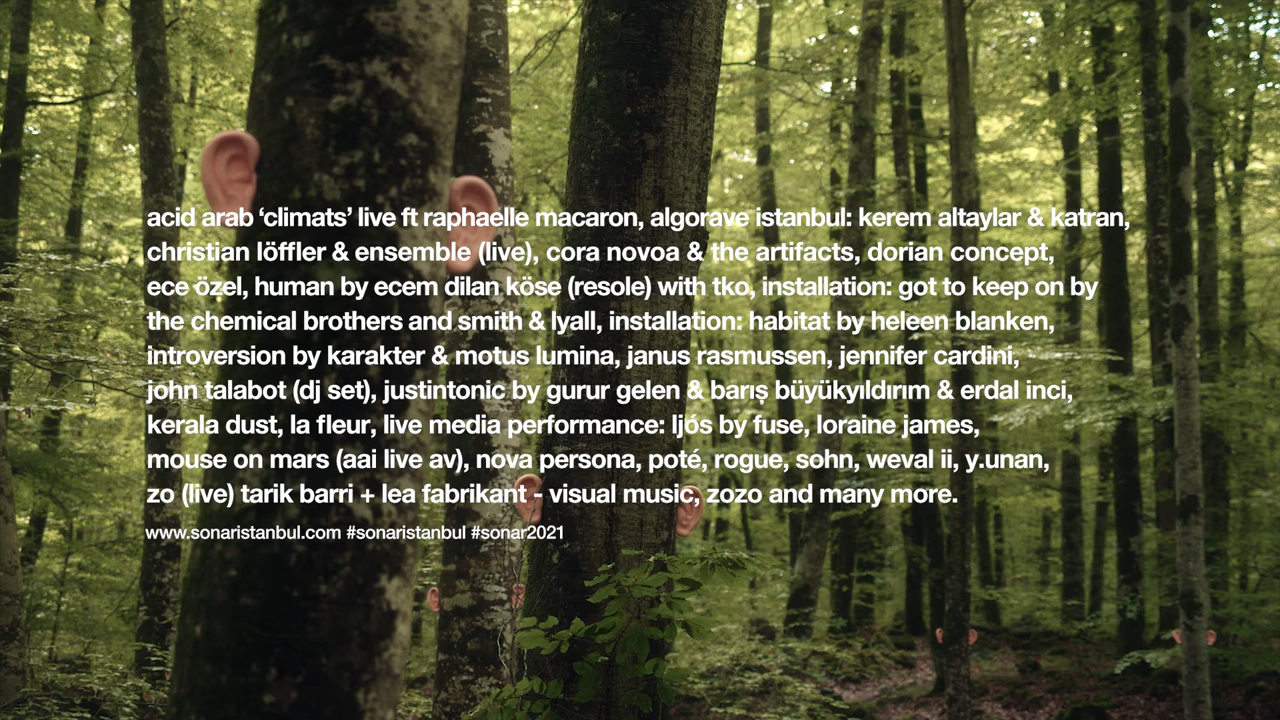 acid arab ‘climats’ live ft raphaelle macaron, algorave istanbul: kerem altaylar & katran,
christian löffler & ensemble (live), cora novoa & the artifacts, dorian concept,
ece özel, human by ecem dilan köse (resole) with tko, installation: got to keep on by
the chemical brothers and smith & lyall, installation: habitat by heleen blanken,
introversion by karakter & motus lumina, janus rasmussen, jennifer cardini,
john talabot (dj set), justintonic by gurur gelen & barış büyükyıldırım & erdal inci,
kerala dust, la fleur, live media performance: ljós by fuse, loraine james,
mouse on mars (aai live av), nova persona, poté, rogue, sohn, weval ii, y.unan,
zo (live) tarik barri + lea fabrikant - visual music, zozo and many more.
www.sonaristanbul.com #sonaristanbul #sonar2021